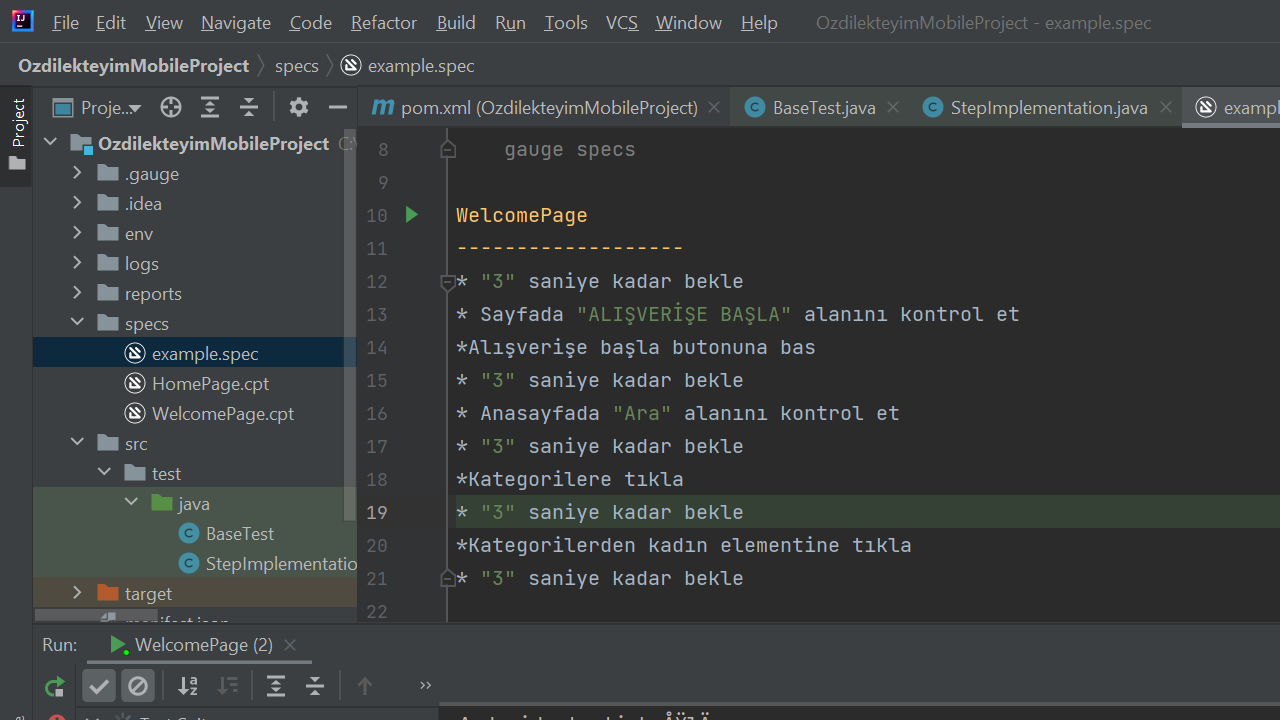 File Edit View Navigate Code Refactor Build Run Tools VCS Window Help OzdilekteyimMobileProject - example.spec
OzdilekteyimMobileProject specs example.spec
Project
Proje...
pom.xml (OzdilekteyimMobileProject) BaseTest.java StepImplementation.java exampl
OzdilekteyimMobileProject C:\
.gauge
.idea
env
logs
reports
specs
example.spec
HomePage.cpt
WelcomePage.cpt
src
test
java
BaseTest
StepImplementatio
target
manifest.json
8 gauge specs
9
10 WelcomePage
11 -------------------
12 * "3" saniye kadar bekle
13 * Sayfada "ALIŞVERİŞE BAŞLA" alanını kontrol et
14 *Alışverişe başla butonuna bas
15 * "3" saniye kadar bekle
16 * Anasayfada "Ara" alanını kontrol et
17 * "3" saniye kadar bekle
18 *Kategorilere tıkla
19 * "3" saniye kadar bekle
20 *Kategorilerden kadın elementine tıkla
21 * "3" saniye kadar bekle
22
Run: WelcomePage (2)